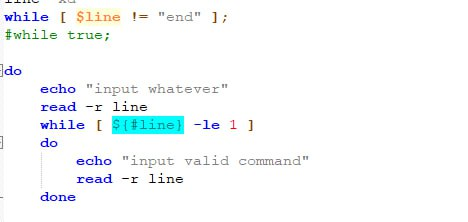 while [ $line != "end" ];
#while true;
do
echo "input whatever"
read -r line
while [ ${#line} -le 1 ]
do
echo "input valid command"
read -r line
done